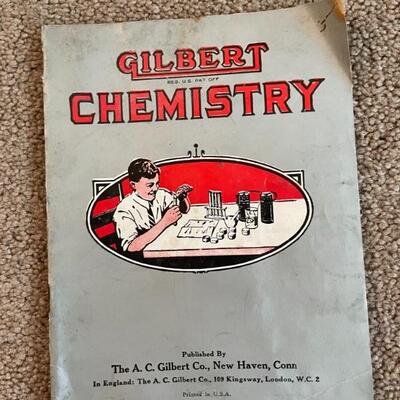 GILBERT
REG. U.S. PAT. OFF.
CHEMISTRY
Published By
The A. C. Gilbert Co., New Haven, Conn
In England: The A. C. Gilbert Co., 109 Kingsway, London, W.C. 2
Printed in U.S.A.